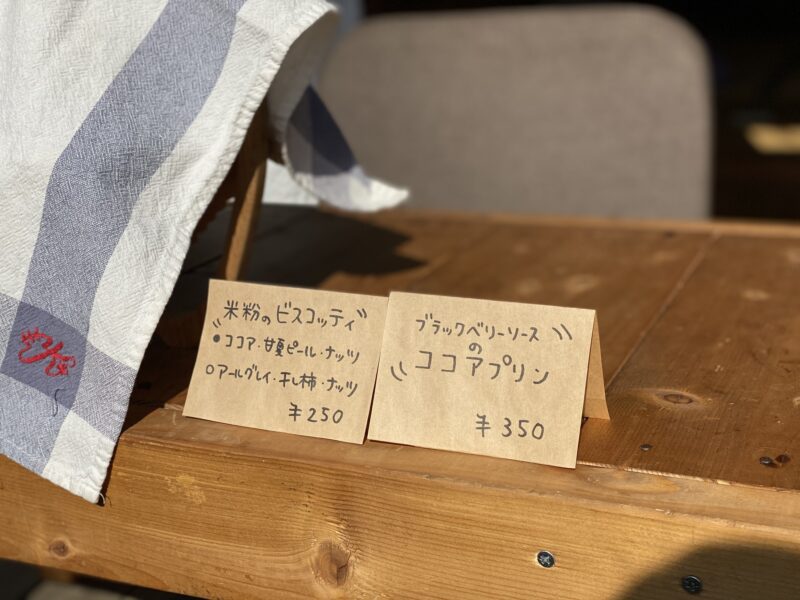 米粉のビスコッティ
●ココア・甘夏ピール・ナッツ
○アールグレイ・干し柿・ナッツ
¥250
ブラックベリーソース
の
ココアプリン
¥350